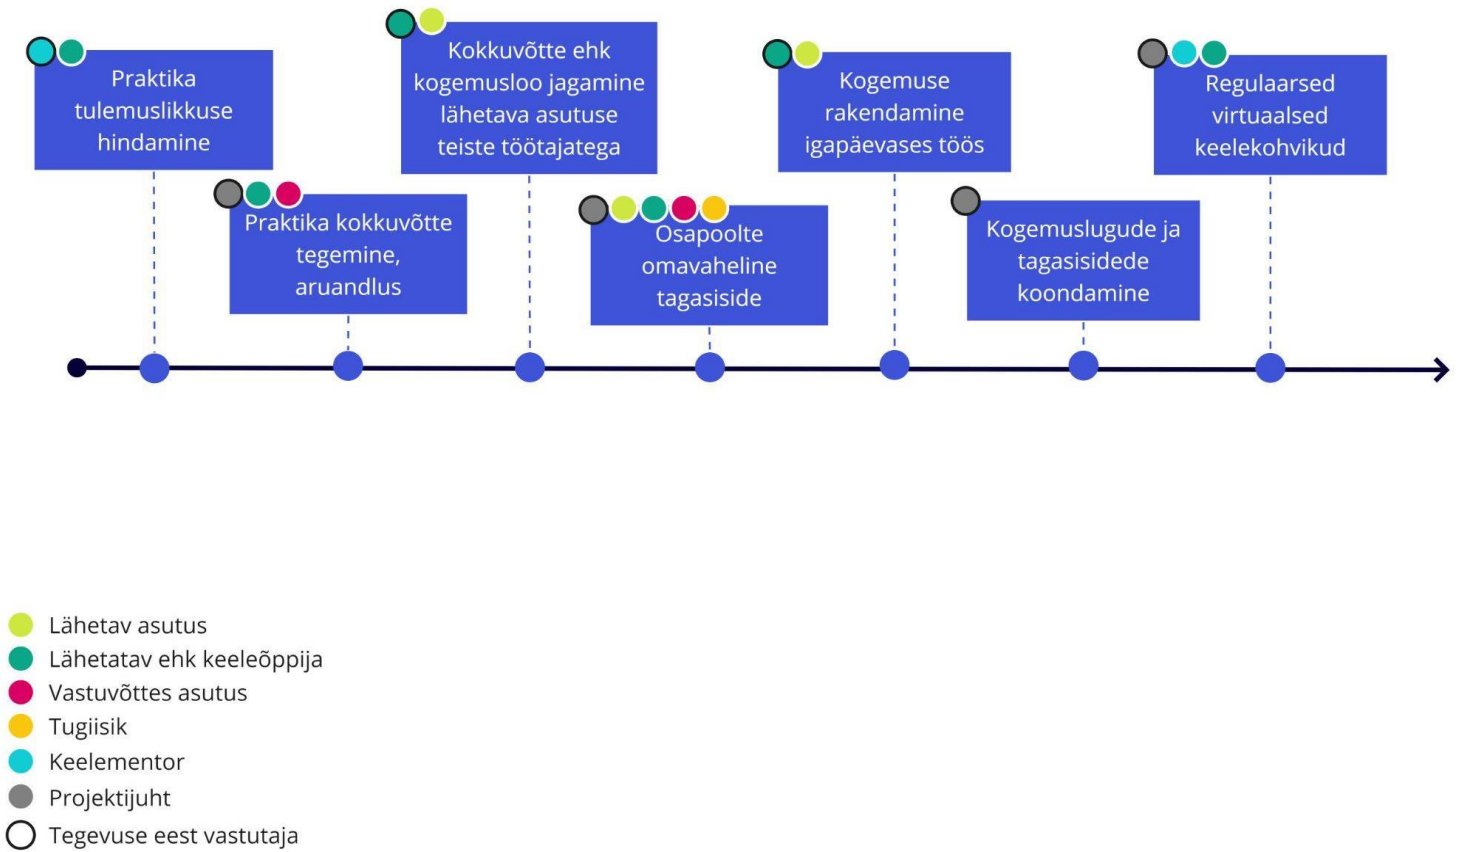 Praktika
tulemuslikkuse
hindamine
Praktika kokkuvõtte
tegemine,
aruandlus
Kokkuvõtte ehk
kogemusloo jagamine
lähetava asutuse
teiste töötajatega
Osapoolte
omavaheline
tagasiside
Kogemuse
rakendamine
igapäevases töös
Kogemuslugude ja
tagasisidede
koondamine
Regulaarsed
virtuaalsed
keelekohvikud
Lähetav asutus
Lähetatav ehk keeleõppija
Vastuvõttes asutus
Tugiisik
Keelementor
Projektijuht
Tegevuse eest vastutaja